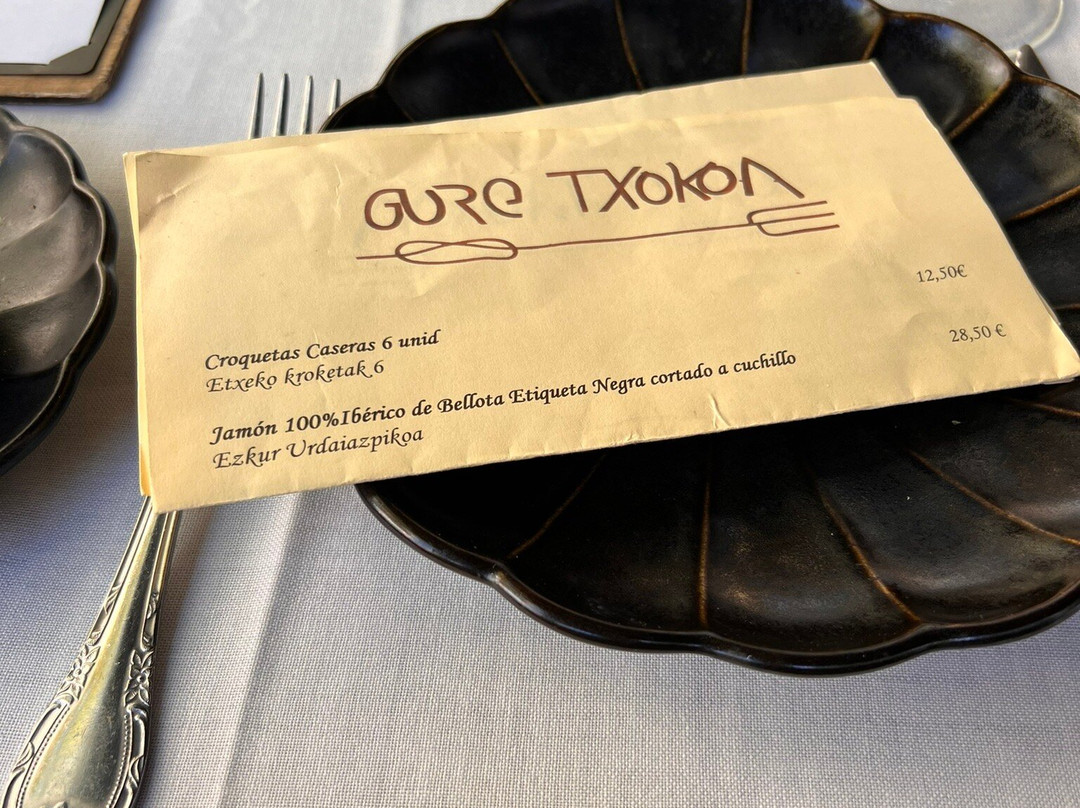 GURE TXOKOA
Croquetas Caseras 6 unid 12,50€
Etxeko kroketak 6
Jamón 100%Ibérico de Bellota Etiqueta Negra cortado a cuchillo 28,50 €
Ezkur Urdaiazpikoa